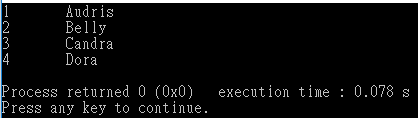 1 Audris
2 Belly
3 Candra
4 Dora
Process returned 0 (0x0) execution time : 0.078 s
Press any key to continue.